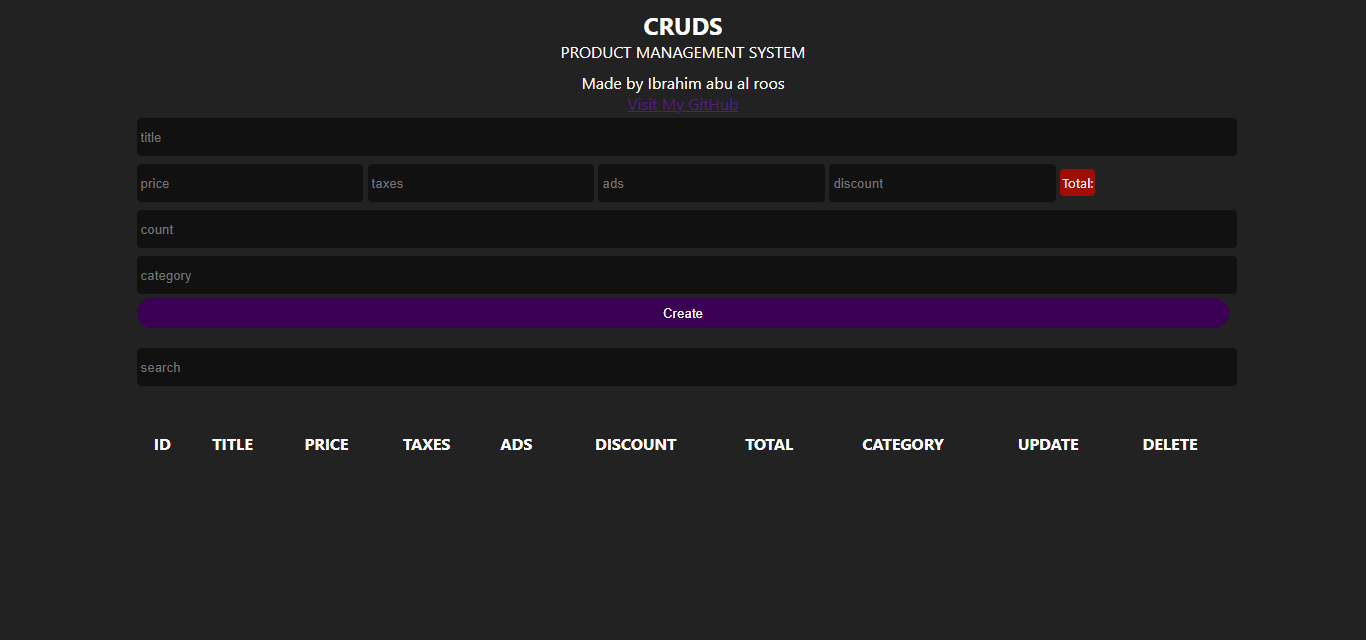 CRUDS
PRODUCT MANAGEMENT SYSTEM
Made by Ibrahim abu al roos
Visit My GitHub
title
price taxes ads discount Total:
count
category
Create
search
ID TITLE PRICE TAXES ADS DISCOUNT TOTAL CATEGORY UPDATE DELETE